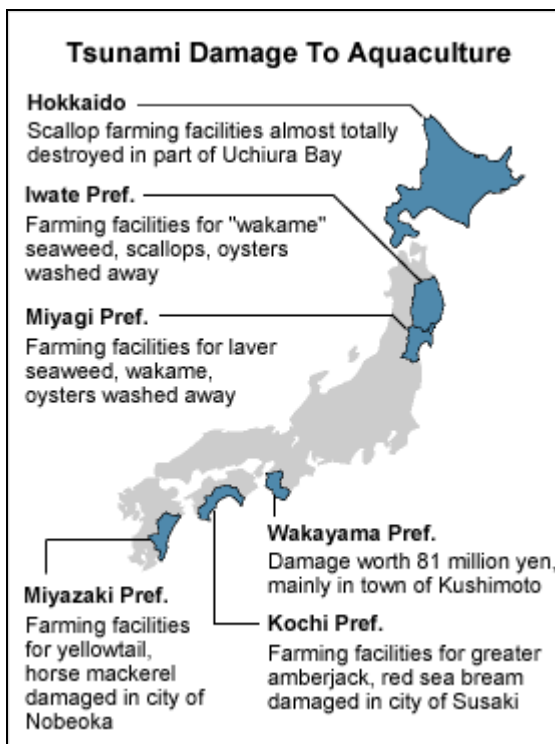 Tsunami Damage To Aquaculture
Hokkaido
Scallop farming facilities almost totally
destroyed in part of Uchiura Bay
Iwate Pref.
Farming facilities for "wakame"
seaweed, scallops, oysters
washed away
Miyagi Pref.
Farming facilities for laver
seaweed, wakame,
oysters washed away
Wakayama Pref.
Damage worth 81 million yen,
mainly in town of Kushimoto
Miyazaki Pref.
Farming facilities
for yellowtail,
horse mackerel
damaged in city of
Nobeoka
Kochi Pref.
Farming facilities for greater
amberjack, red sea bream
damaged in city of Susaki